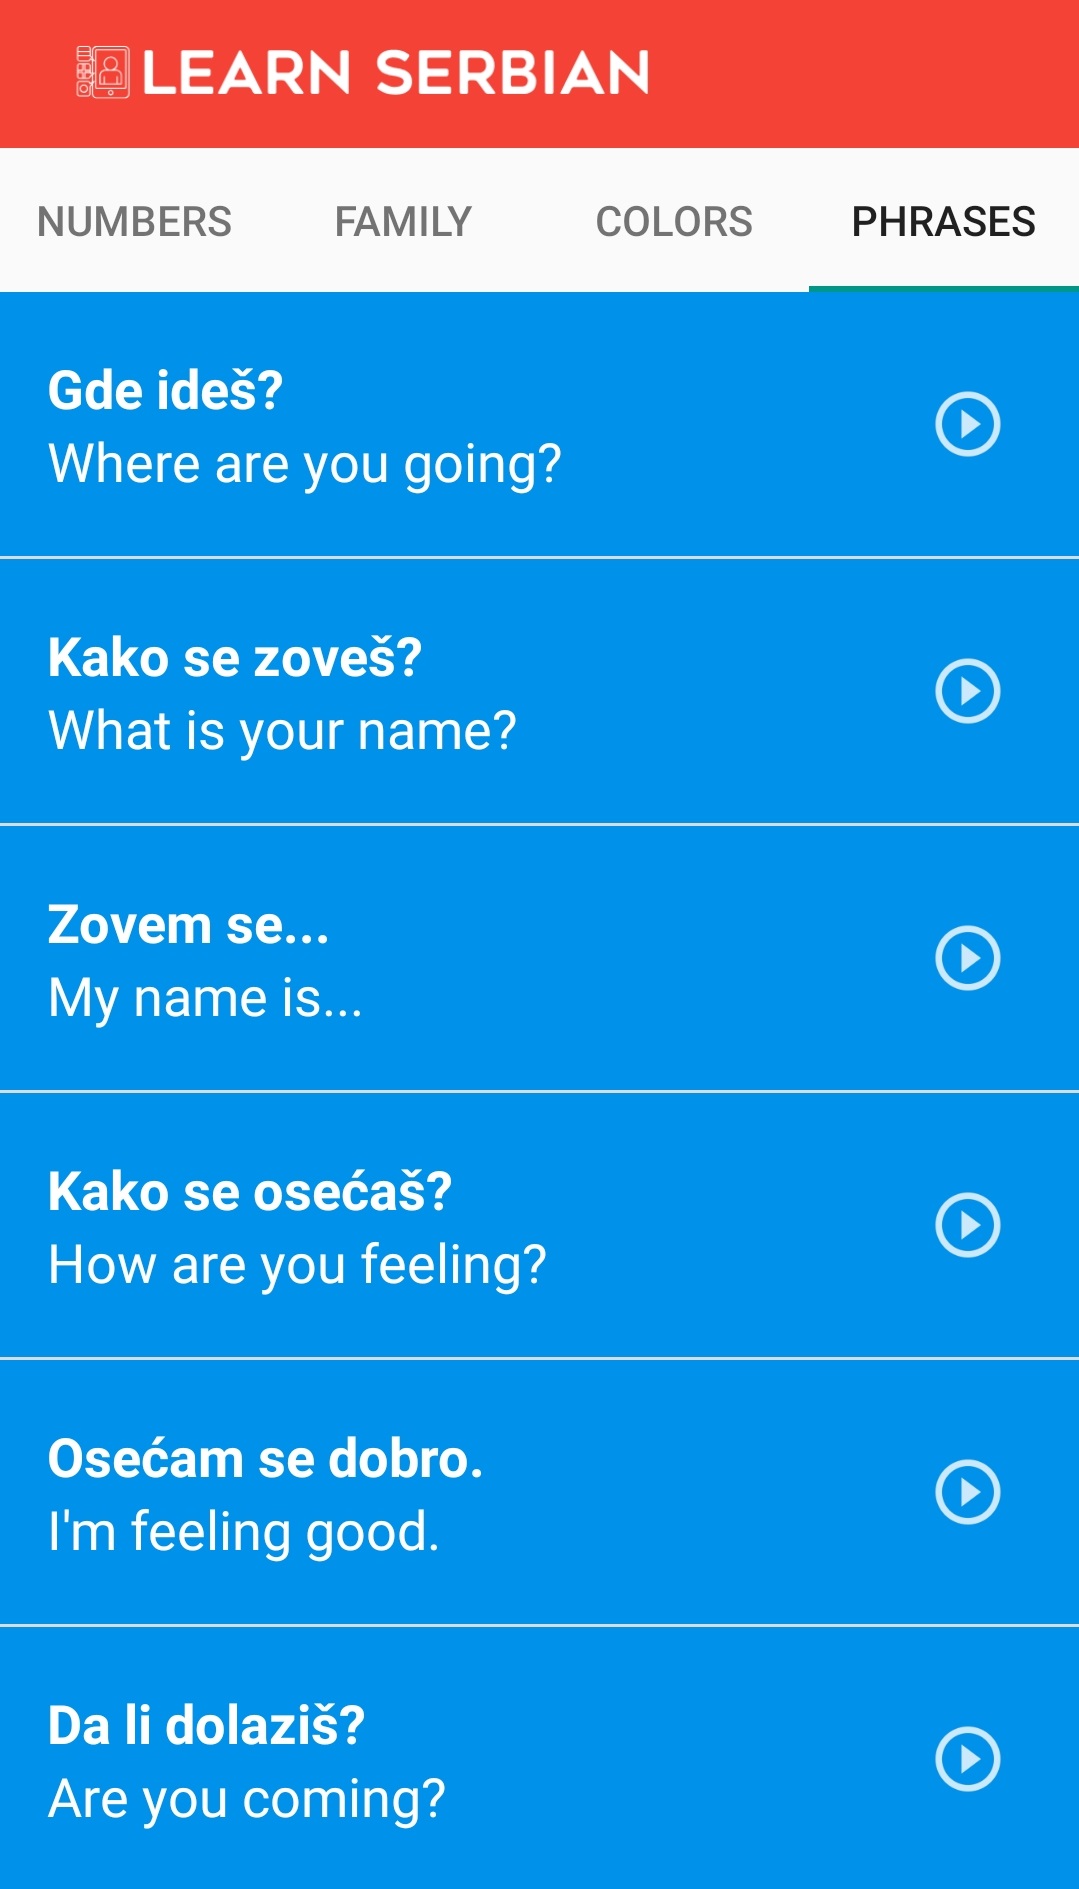 LEARN SERBIAN
NUMBERS FAMILY COLORS PHRASES
Gde ideš?
Where are you going?
Kako se zoveš?
What is your name?
Zovem se...
My name is...
Kako se osećaš?
How are you feeling?
Osećam se dobro.
I'm feeling good.
Da li dolaziš?
Are you coming?